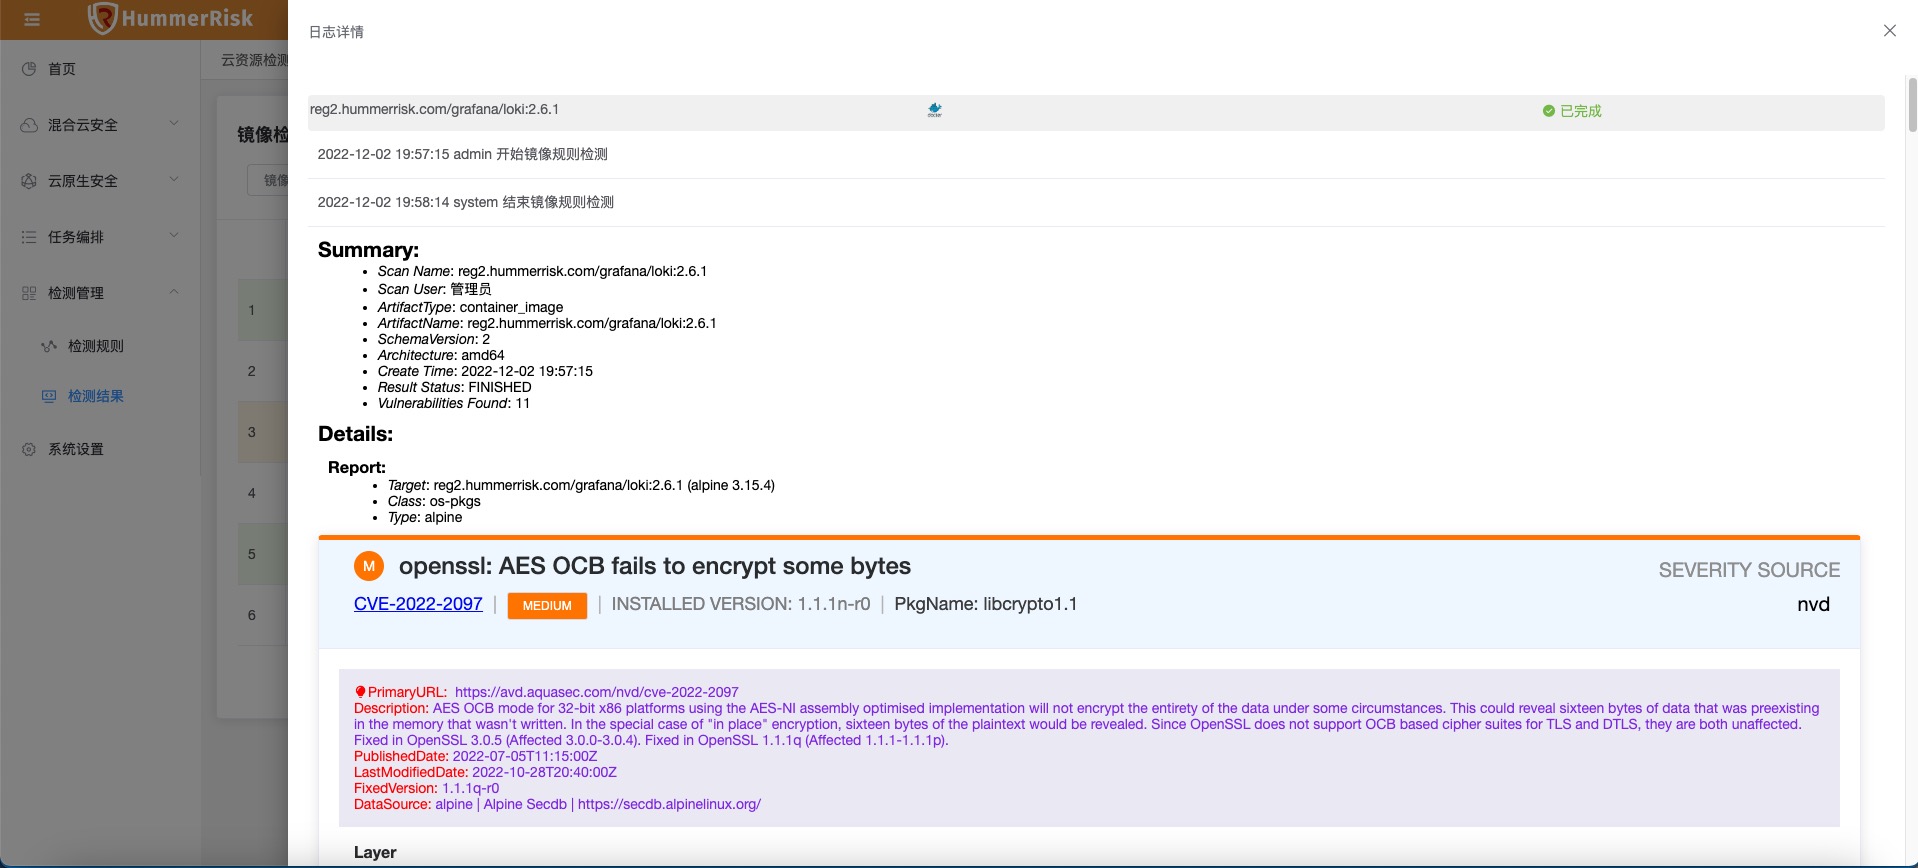 HummerRisk
首页
混合云安全
云原生安全
任务编排
检测管理
检测规则
检测结果
系统设置
云资源检测
镜像检
镜像
1
2
3
4
5
6
日志详情
reg2.hummerrisk.com/grafana/loki:2.6.1
docker
已完成
2022-12-02 19:57:15 admin 开始镜像规则检测
2022-12-02 19:58:14 system 结束镜像规则检测
Summary:
• Scan Name: reg2.hummerrisk.com/grafana/loki:2.6.1
• Scan User: 管理员
• ArtifactType: container_image
• ArtifactName: reg2.hummerrisk.com/grafana/loki:2.6.1
• SchemaVersion: 2
• Architecture: amd64
• Create Time: 2022-12-02 19:57:15
• Result Status: FINISHED
• Vulnerabilities Found: 11
Details:
Report:
• Target: reg2.hummerrisk.com/grafana/loki:2.6.1 (alpine 3.15.4)
• Class: os-pkgs
• Type: alpine
M openssl: AES OCB fails to encrypt some bytes
SEVERITY SOURCE
CVE-2022-2097 | MEDIUM | INSTALLED VERSION: 1.1.1n-r0 | PkgName: libcrypto1.1
nvd
PrimaryURL: https://avd.aquasec.com/nvd/cve-2022-2097
Description: AES OCB mode for 32-bit x86 platforms using the AES-NI assembly optimised implementation will not encrypt the entirety of the data under some circumstances. This could reveal sixteen bytes of data that was preexisting
in the memory that wasn't written. In the special case of "in place" encryption, sixteen bytes of the plaintext would be revealed. Since OpenSSL does not support OCB based cipher suites for TLS and DTLS, they are both unaffected.
Fixed in OpenSSL 3.0.5 (Affected 3.0.0-3.0.4). Fixed in OpenSSL 1.1.1q (Affected 1.1.1-1.1.1p).
PublishedDate: 2022-07-05T11:15:00Z
LastModifiedDate: 2022-10-28T20:40:00Z
FixedVersion: 1.1.1q-r0
DataSource: alpine | Alpine Secdb | https://secdb.alpinelinux.org/
Layer